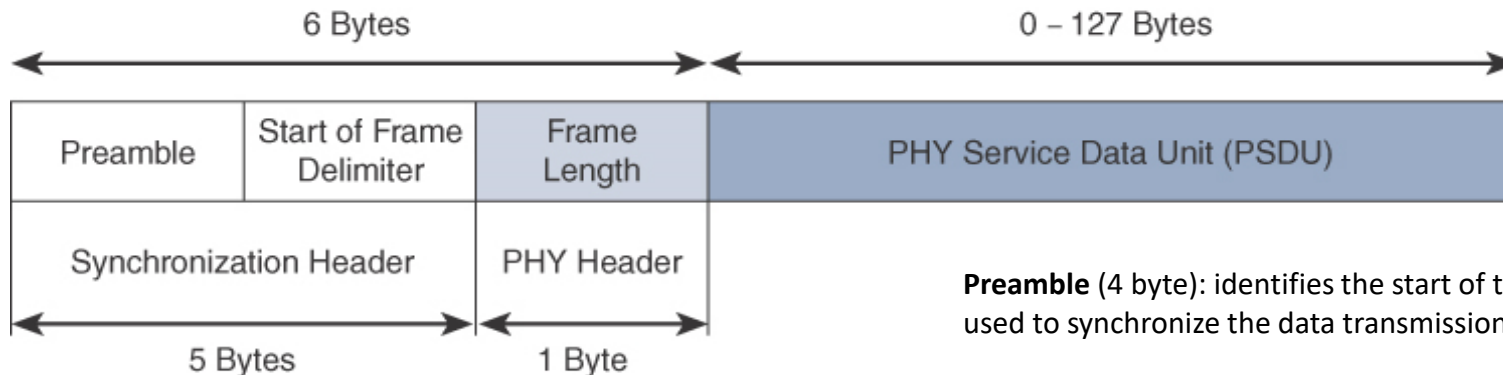 6 Bytes
0 – 127 Bytes
Preamble
Start of Frame
Delimiter
Frame
Length
PHY Service Data Unit (PSDU)
Synchronization Header
PHY Header
5 Bytes
1 Byte
Preamble (4 byte): identifies the start of
used to synchronize the data transmission